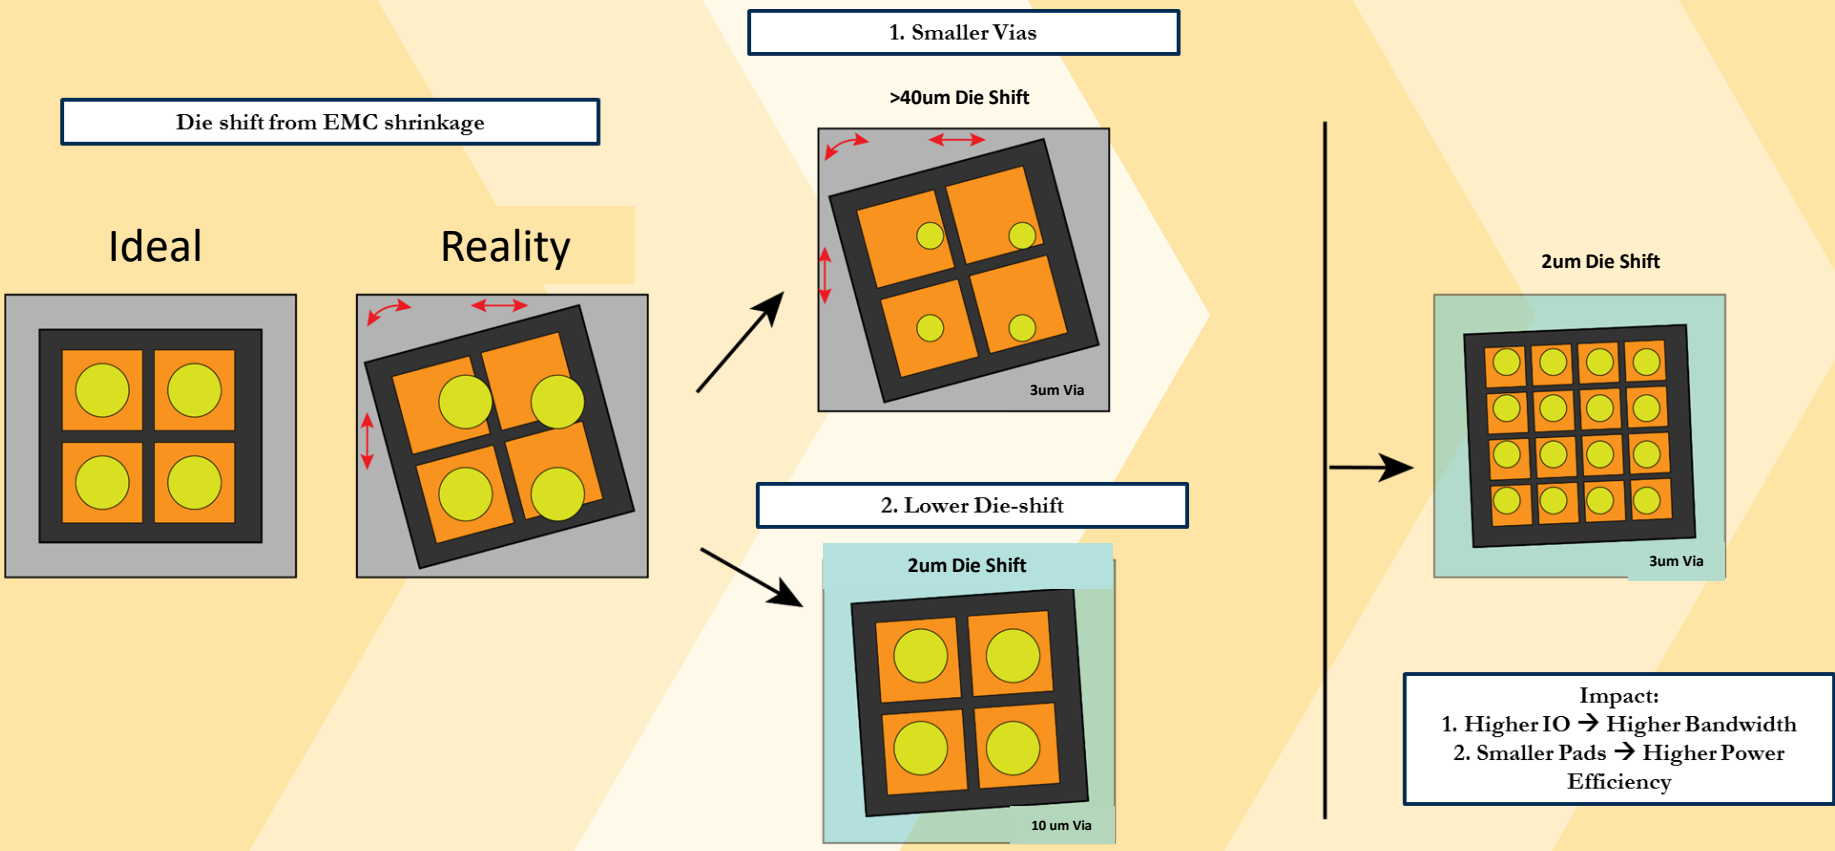 1. Smaller Vias
>40um Die Shift
Die shift from EMC shrinkage
Ideal
Reality
3um Via
2. Lower Die-shift
2um Die Shift
10 um Via
2um Die Shift
3um Via
Impact:
1. Higher IO → Higher Bandwidth
2. Smaller Pads → Higher Power
Efficiency